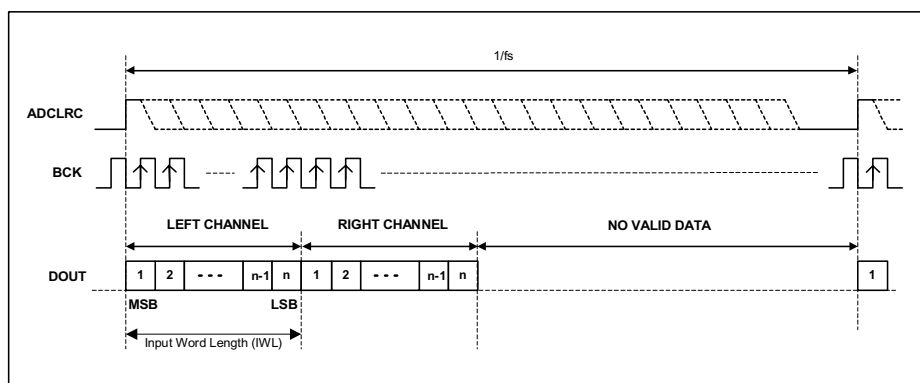 1/fs
ADCLRC
BCK
LEFT CHANNEL RIGHT CHANNEL NO VALID DATA
DOUT 1 2 - - - n-1 n 1 2 - - - n-1 n 1
MSB LSB
Input Word Length (IWL)